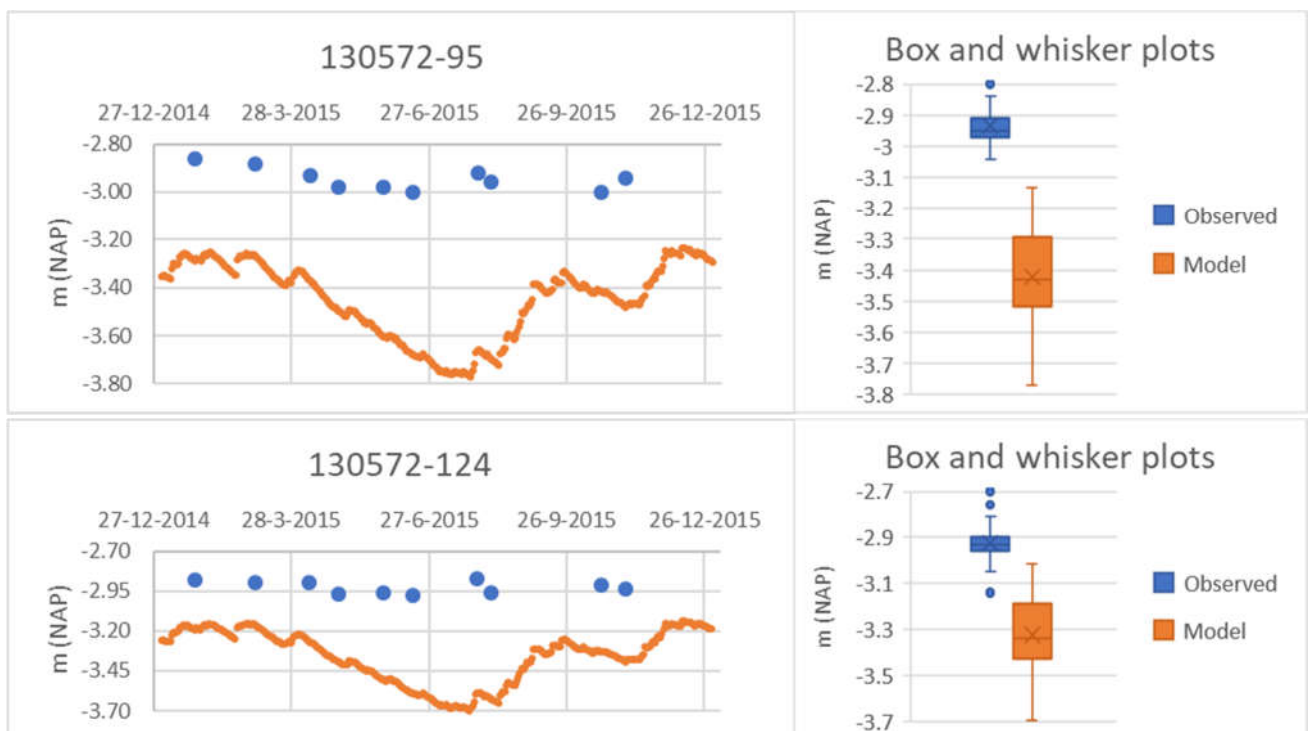 130572-95
27-12-2014 28-3-2015 27-6-2015 26-9-2015 26-12-2015
-2.80
-3.00
-3.20
-3.40
-3.60
-3.80
m (NAP)
Box and whisker plots
-2.8
-2.9
-3
-3.1
-3.2
-3.3
-3.4
-3.5
-3.6
-3.7
-3.8
m (NAP)
Observed
Model
130572-124
27-12-2014 28-3-2015 27-6-2015 26-9-2015 26-12-2015
-2.70
-2.95
-3.20
-3.45
-3.70
m (NAP)
Box and whisker plots
-2.7
-2.9
-3.1
-3.3
-3.5
-3.7
m (NAP)
Observed
Model